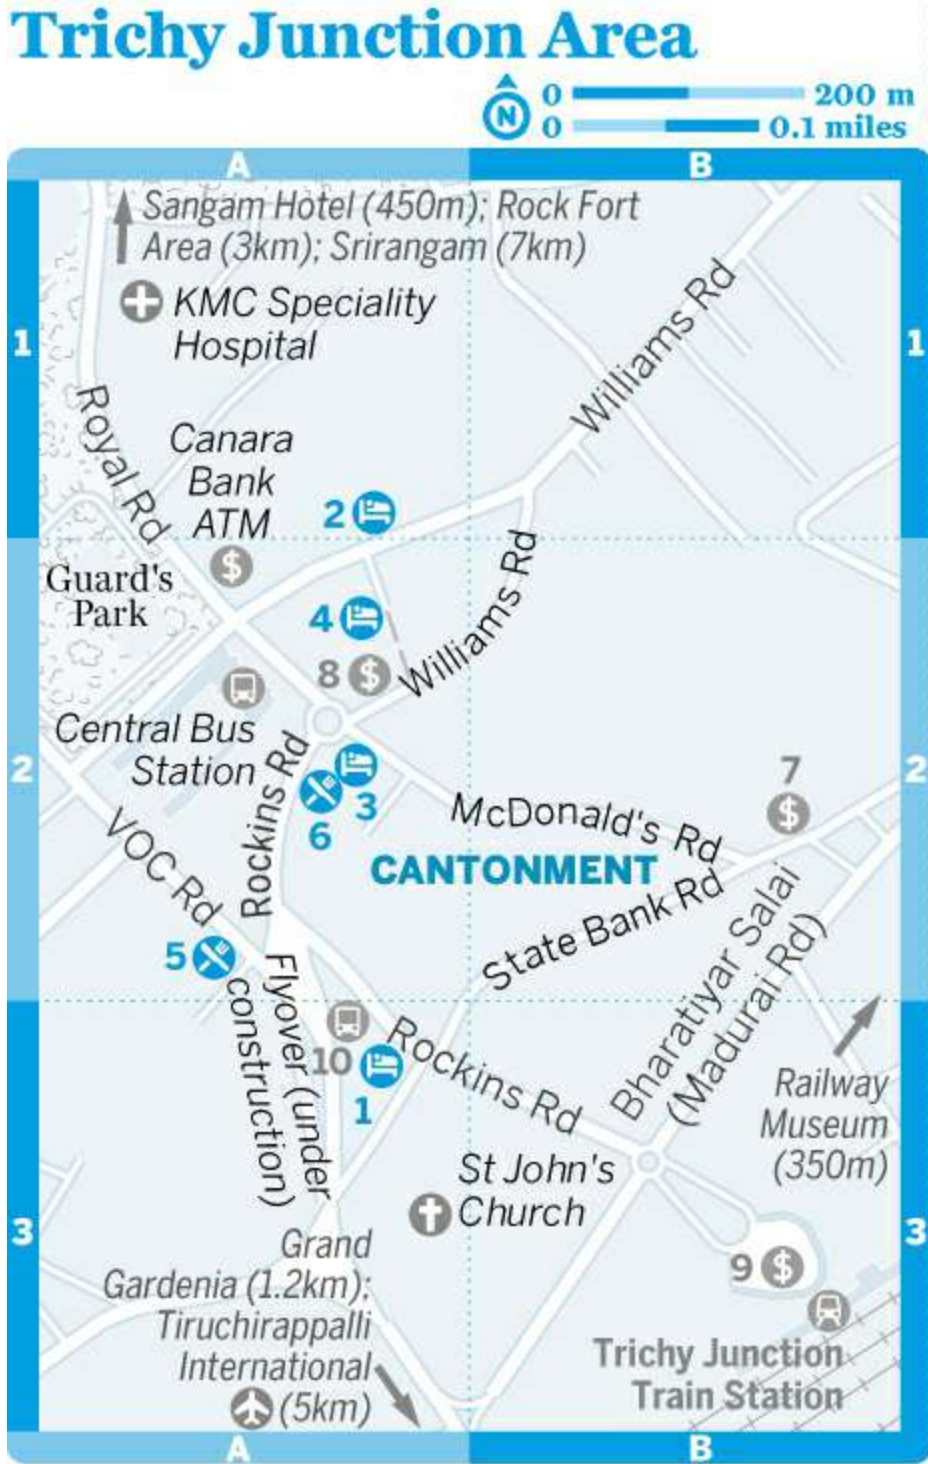 Trichy Junction Area
N
0 200 m
0 0.1 miles
A B
Sangam Hotel (450m); Rock Fort
Area (3km); Srirangam (7km)
KMC Speciality
Hospital
1 1
Williams Rd
Royal Rd
Canara
Bank
ATM
2
$
Guard's
Park
4
Williams Rd
8 $
Central Bus
Station
Rockins Rd
3
6
2 2
7
$
McDonald's Rd
CANTONMENT
VOC Rd
State Bank Rd
5
Bharatiyar Salai
(Madurai Rd)
Flyover (under
construction)
10
1
Rockins Rd
Railway
Museum
(350m)
St John's
Church
3 3
Grand
Gardenia (1.2km);
Tiruchirappalli
International
(5km)
9 $
Trichy Junction
Train Station
A B